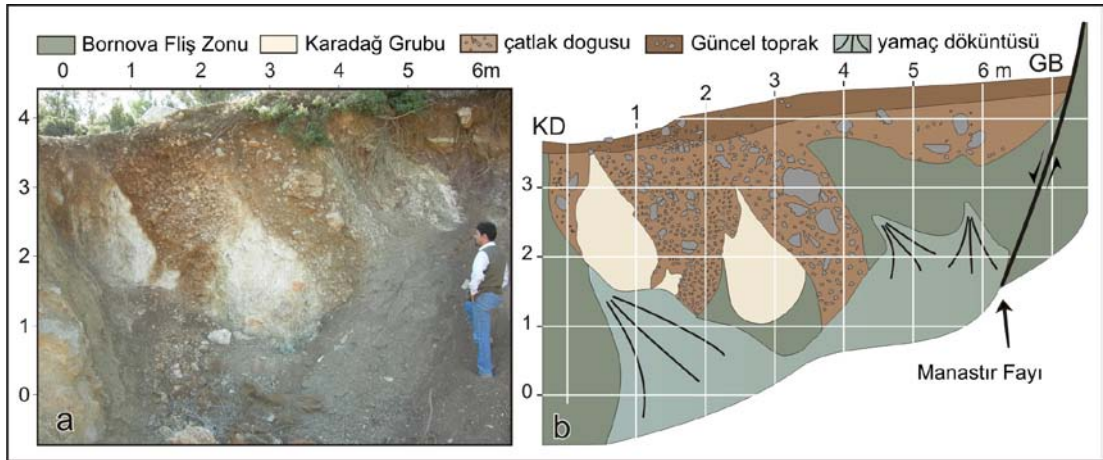 Bornova Fliş Zonu Karadağ Grubu çatlak dogusu Güncel toprak yamaç döküntüsü
0 1 2 3 4 5 6m
4
3
2
1
0
a
KD
GB
1 2 3 4 5 6 m
3
2
1
0
Manastır Fayı
b